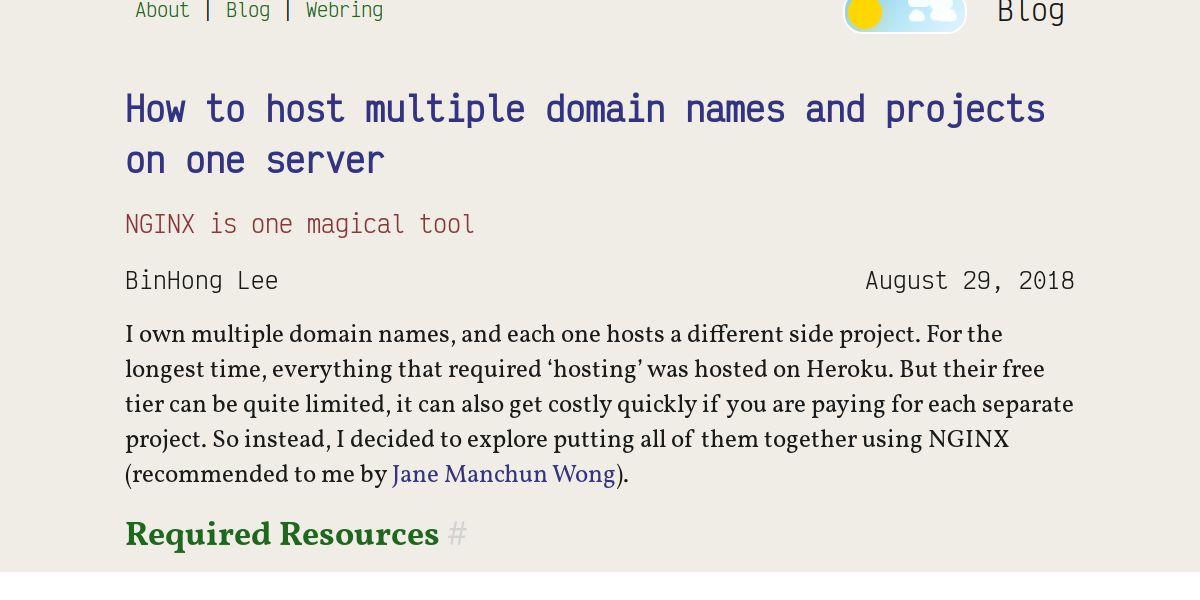 About | Blog | Webring
Blog
How to host multiple domain names and projects
on one server
NGINX is one magical tool
BinHong Lee
August 29, 2018
I own multiple domain names, and each one hosts a different side project. For the
longest time, everything that required ‘hosting’ was hosted on Heroku. But their free
tier can be quite limited, it can also get costly quickly if you are paying for each separate
project. So instead, I decided to explore putting all of them together using NGINX
(recommended to me by Jane Manchun Wong).
Required Resources #